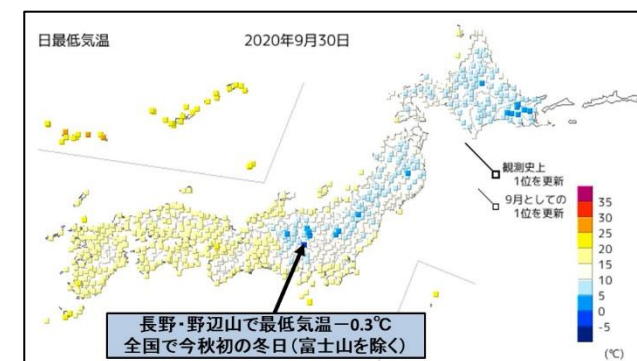 日最低気温
2020年9月30日
観測史上
1位を更新
9月としての
1位を更新
35
30
25
20
15
10
5
0
-5
(℃)
長野・野辺山で最低気温－0.3℃
全国で今秋初の冬日(富士山を除く)